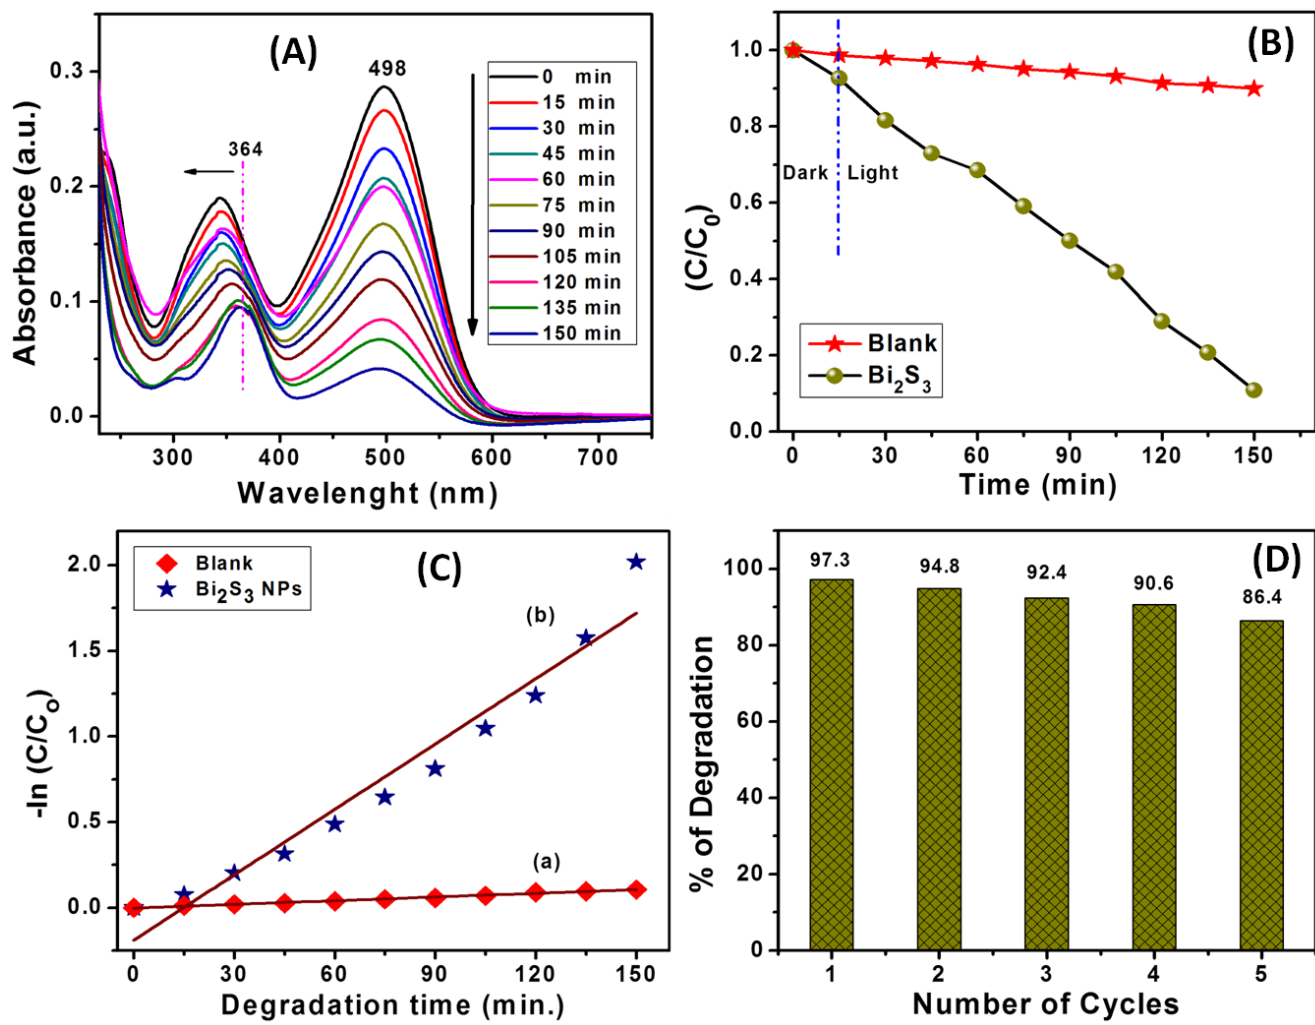 (A)
498
364
0 min
15 min
30 min
45 min
60 min
75 min
90 min
105 min
120 min
135 min
150 min
0.3
0.2
0.1
0.0
300 400 500 600 700
Absorbance (a.u.)
Wavelenght (nm)
(B)
1.0
0.8
0.6
0.4
0.2
0.0
Dark Light
Blank
Bi₂S₃
0 30 60 90 120 150
(C/C₀)
Time (min)
(C)
Blank
Bi₂S₃ NPs
(b)
(a)
2.0
1.5
1.0
0.5
0.0
0 30 60 90 120 150
-ln (C/Cₒ)
Degradation time (min.)
(D)
97.3
94.8
92.4
90.6
86.4
100
80
60
40
20
0
1 2 3 4 5
% of Degradation
Number of Cycles